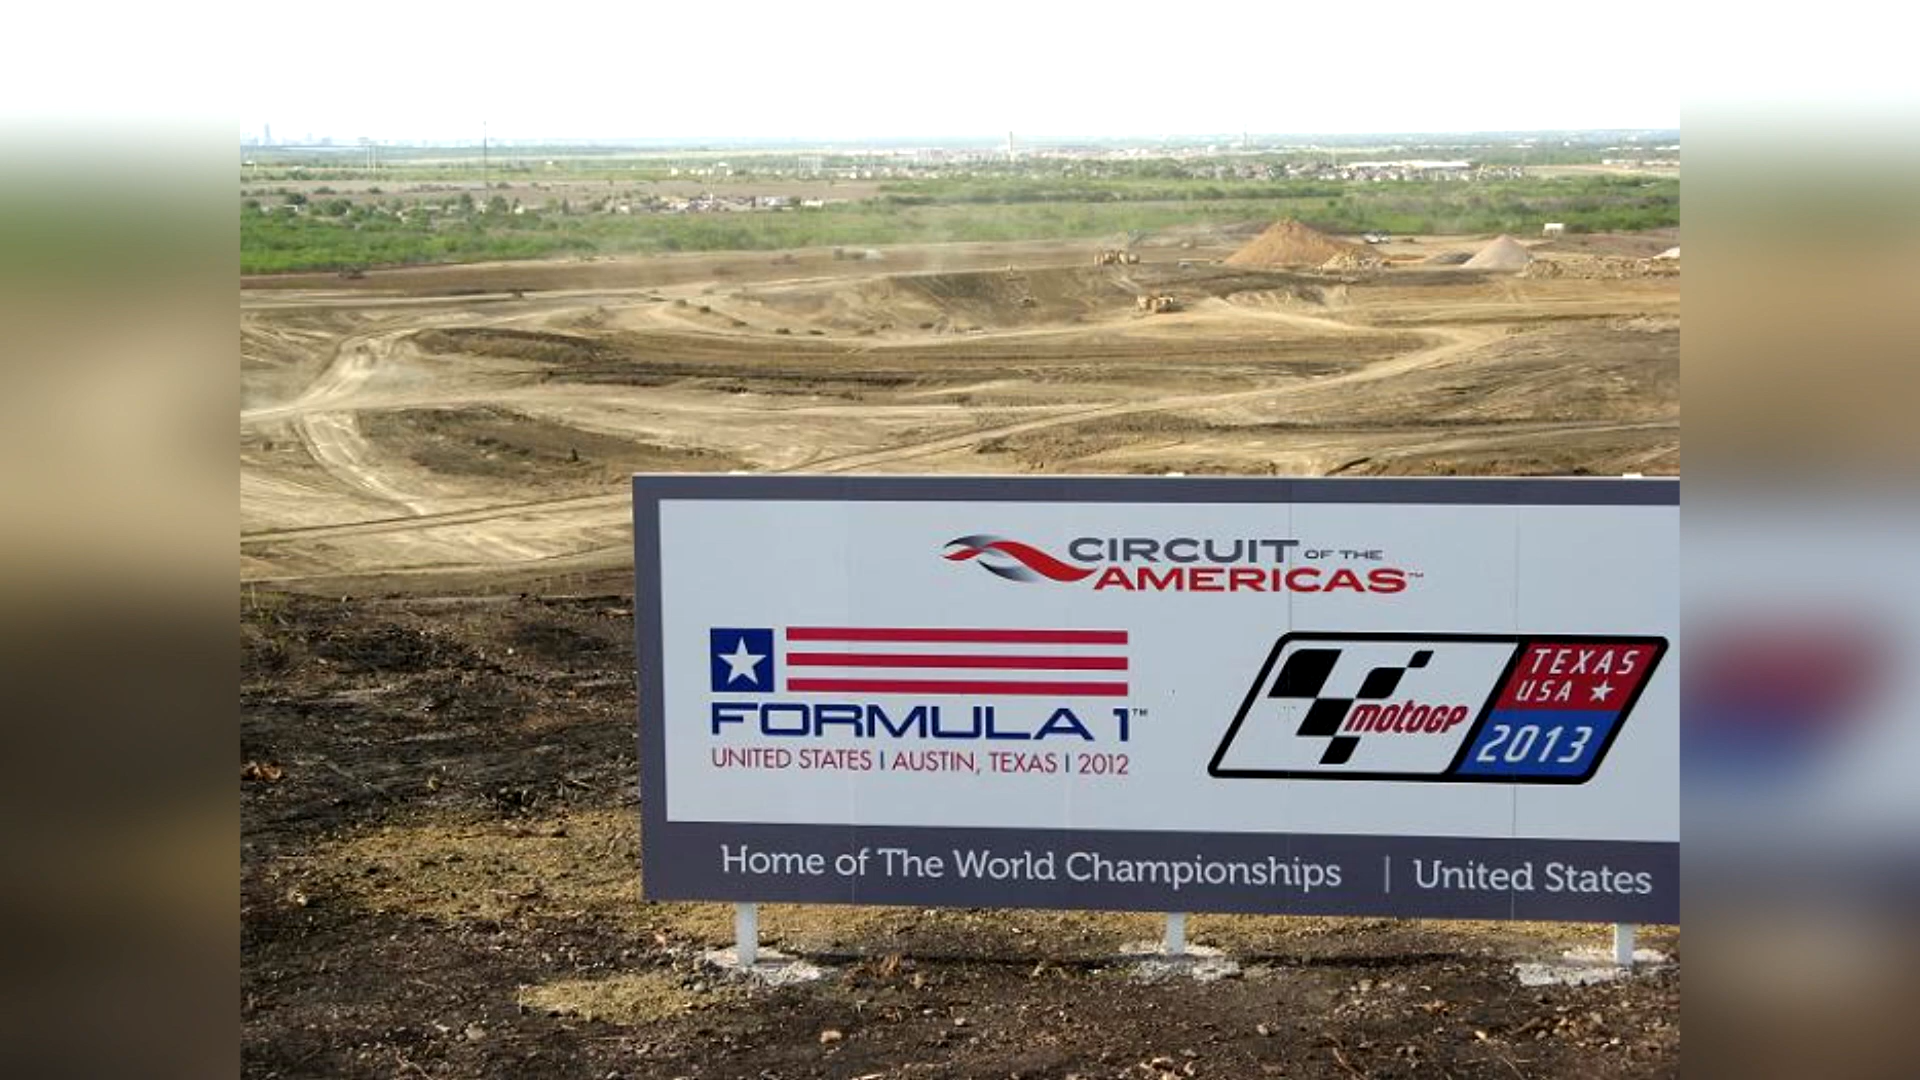 CIRCUIT OF THE
AMERICAS™
FORMULA 1™
UNITED STATES | AUSTIN, TEXAS | 2012
motoGP
TEXAS
USA
2013
Home of The World Championships | United States